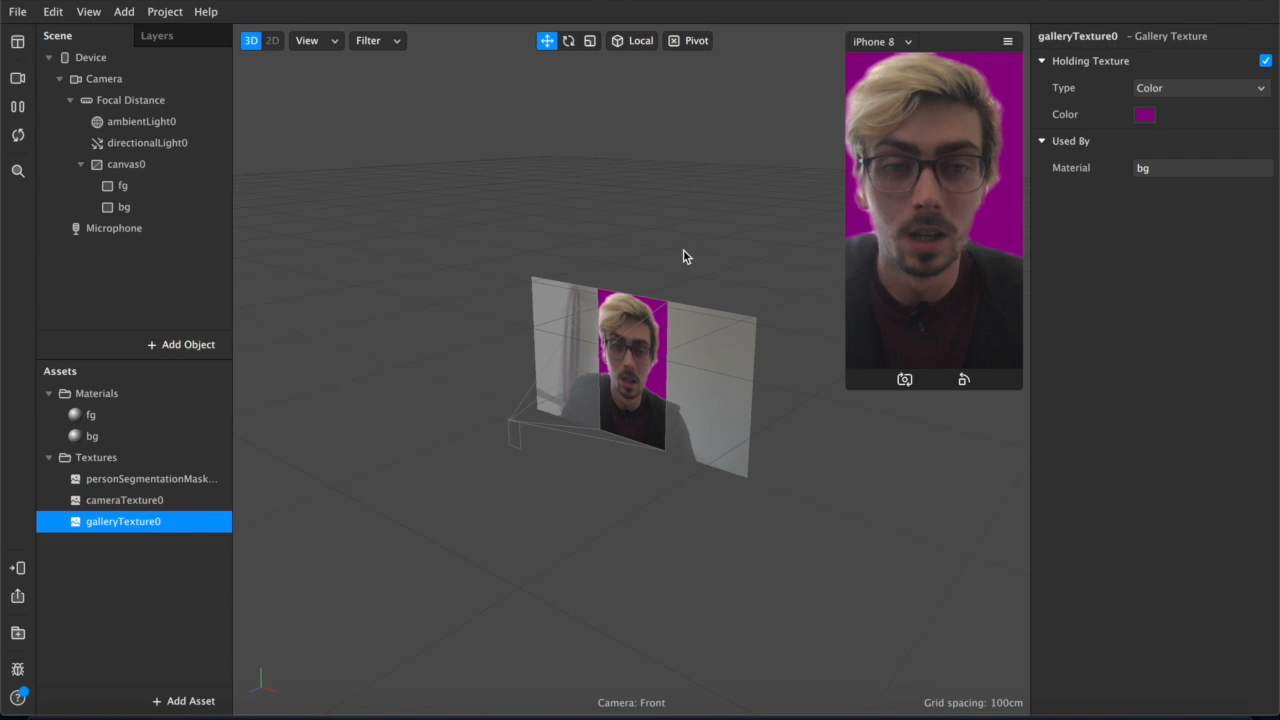 File Edit View Add Project Help
Scene Layers
Device
Camera
Focal Distance
ambientLight0
directionalLight0
canvas0
fg
bg
Microphone
+ Add Object
Assets
Materials
fg
bg
Textures
personSegmentationMask...
cameraTexture0
galleryTexture0
+ Add Asset
3D 2D View Filter
Local Pivot
iPhone 8
Camera: Front
Grid spacing: 100cm
galleryTexture0 - Gallery Texture
Holding Texture
Type Color
Color
Used By
Material bg